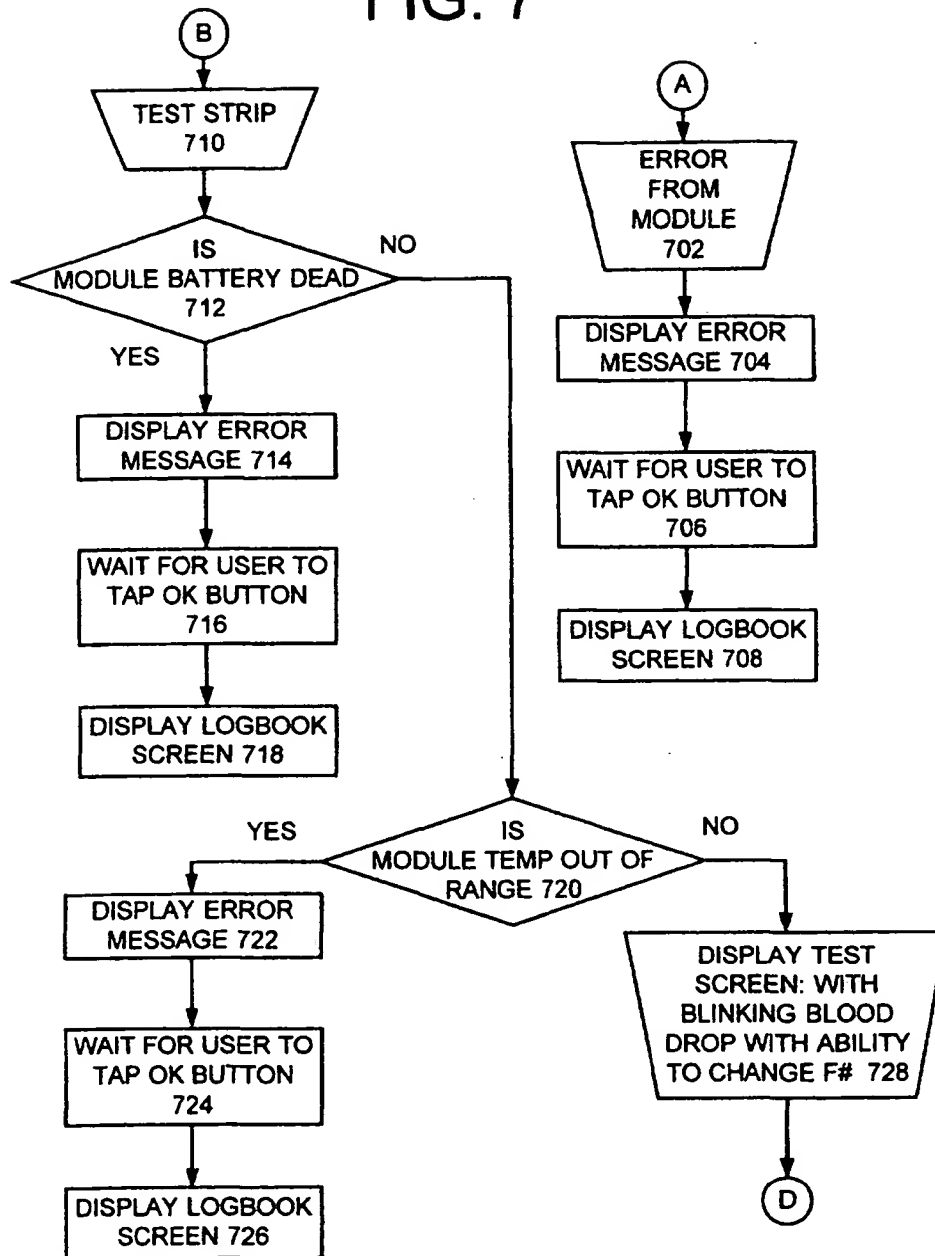 FIG. 7
B
TEST STRIP
710
IS
MODULE BATTERY DEAD
712
NO
YES
DISPLAY ERROR
MESSAGE 714
WAIT FOR USER TO
TAP OK BUTTON
716
DISPLAY LOGBOOK
SCREEN 718
A
ERROR
FROM
MODULE
702
DISPLAY ERROR
MESSAGE 704
WAIT FOR USER TO
TAP OK BUTTON
706
DISPLAY LOGBOOK
SCREEN 708
IS
MODULE TEMP OUT OF
RANGE 720
YES
NO
DISPLAY ERROR
MESSAGE 722
WAIT FOR USER TO
TAP OK BUTTON
724
DISPLAY LOGBOOK
SCREEN 726
DISPLAY TEST
SCREEN: WITH
BLINKING BLOOD
DROP WITH ABILITY
TO CHANGE F# 728
D